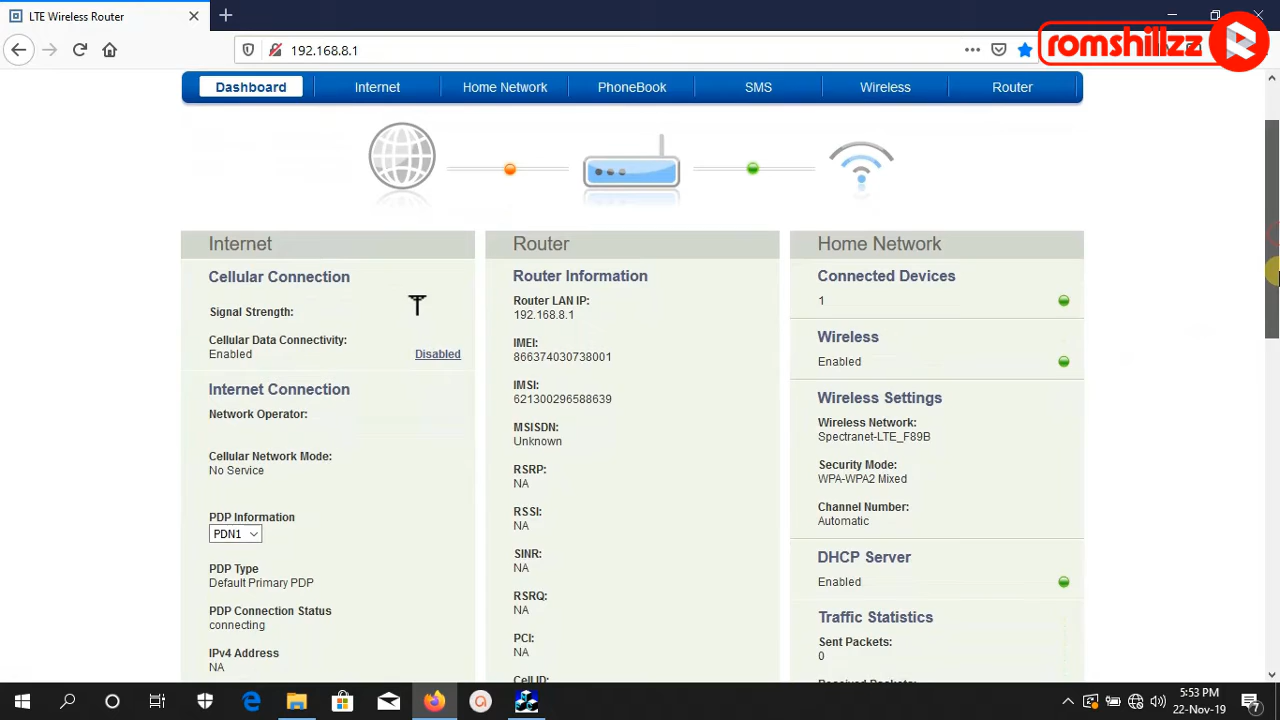 LTE Wireless Router
192.168.8.1
romshillzz
Dashboard
Internet
Home Network
PhoneBook
SMS
Wireless
Router
Internet
Cellular Connection
Signal Strength:
Cellular Data Connectivity:
Enabled
Disabled
Internet Connection
Network Operator:
Cellular Network Mode:
No Service
PDP Information
PDN1
PDP Type
Default Primary PDP
PDP Connection Status
connecting
IPv4 Address
NA
Router
Router Information
Router LAN IP:
192.168.8.1
IMEI:
866374030738001
IMSI:
621300296588639
MSISDN:
Unknown
RSRP:
NA
RSSI:
NA
SINR:
NA
RSRQ:
NA
PCI:
NA
CellID:
Home Network
Connected Devices
1
Wireless
Enabled
Wireless Settings
Wireless Network:
Spectranet-LTE_F89B
Security Mode:
WPA-WPA2 Mixed
Channel Number:
Automatic
DHCP Server
Enabled
Traffic Statistics
Sent Packets:
0
Received Packets:
5:53 PM
22-Nov-19
7